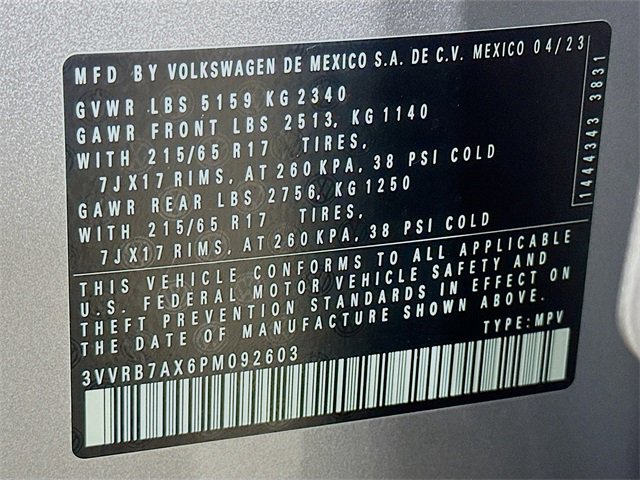 MFD BY VOLKSWAGEN DE MEXICO S.A. DE C.V. MEXICO 04/23
GVWR LBS 5159 KG 2340
GAWR FRONT LBS 2513, KG 1140
WITH 215/65 R17 TIRES,
7JX17 RIMS, AT 260 KPA, 38 PSI COLD
GAWR REAR LBS 2756, KG 1250
WITH 215/65 R17 TIRES,
7JX17 RIMS, AT 260 KPA, 38 PSI COLD
1444343 3831
THIS VEHICLE CONFORMS TO ALL APPLICABLE
U.S. FEDERAL MOTOR VEHICLE SAFETY AND
THEFT PREVENTION STANDARDS IN EFFECT ON
THE DATE OF MANUFACTURE SHOWN ABOVE.
TYPE: MPV
3VVRB7AX6PM092603